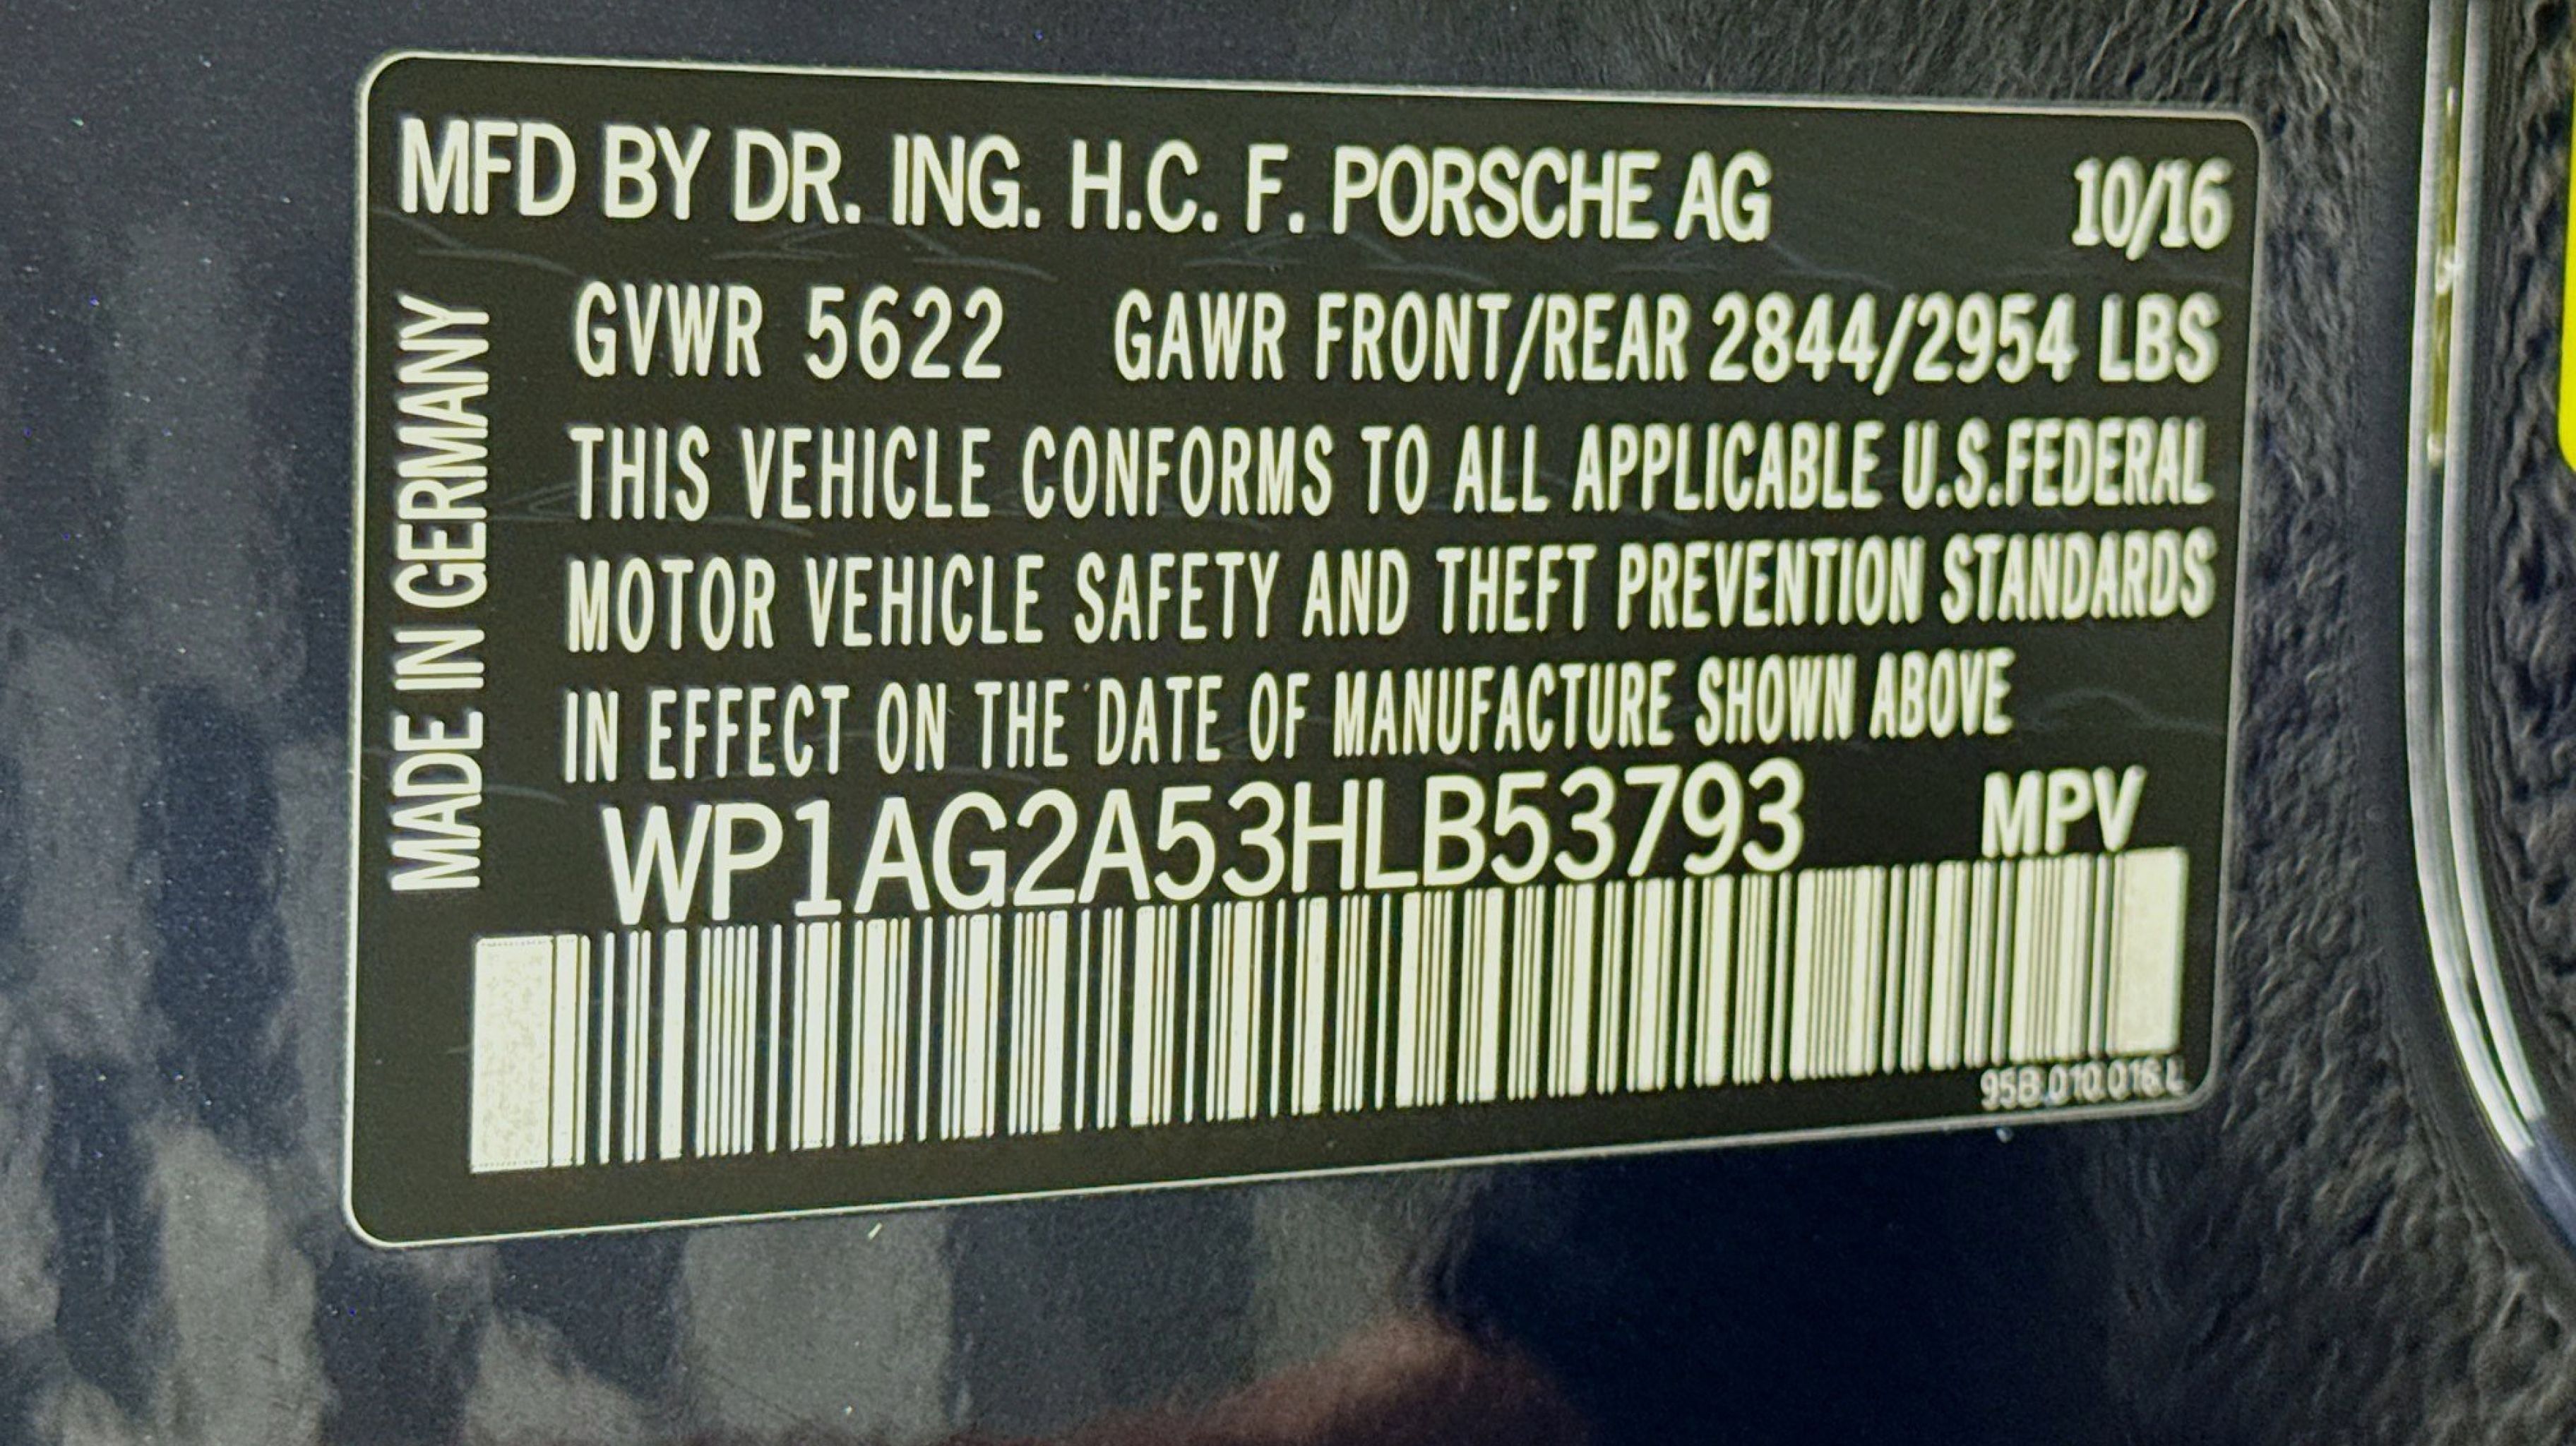 MFD BY DR. ING. H.C. F. PORSCHE AG 10/16
MADE IN GERMANY
GVWR 5622 GAWR FRONT/REAR 2844/2954 LBS
THIS VEHICLE CONFORMS TO ALL APPLICABLE U.S.FEDERAL
MOTOR VEHICLE SAFETY AND THEFT PREVENTION STANDARDS
IN EFFECT ON THE DATE OF MANUFACTURE SHOWN ABOVE
WP1AG2A53HLB53793 MPV
95B.010.016.L